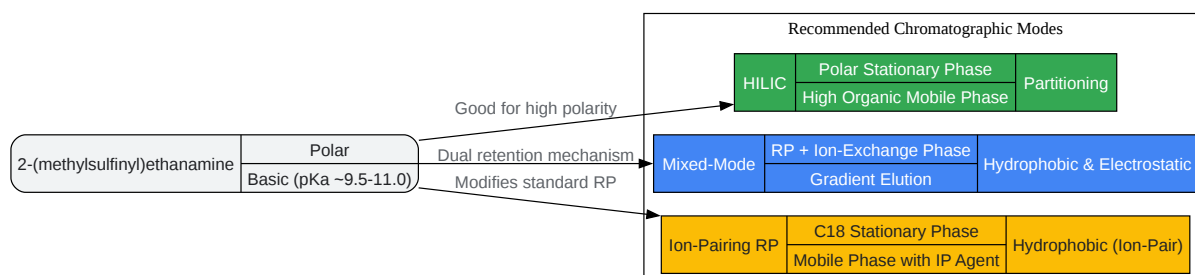 Recommended Chromatographic Modes
2-(methylsulfinyl)ethanamine
Polar
Basic (pKa ~9.5-11.0)
Good for high polarity
Dual retention mechanism
Modifies standard RP
HILIC
Polar Stationary Phase
High Organic Mobile Phase
Partitioning
Mixed-Mode
RP + Ion-Exchange Phase
Gradient Elution
Hydrophobic & Electrostatic
Ion-Pairing RP
C18 Stationary Phase
Mobile Phase with IP Agent
Hydrophobic (Ion-Pair)